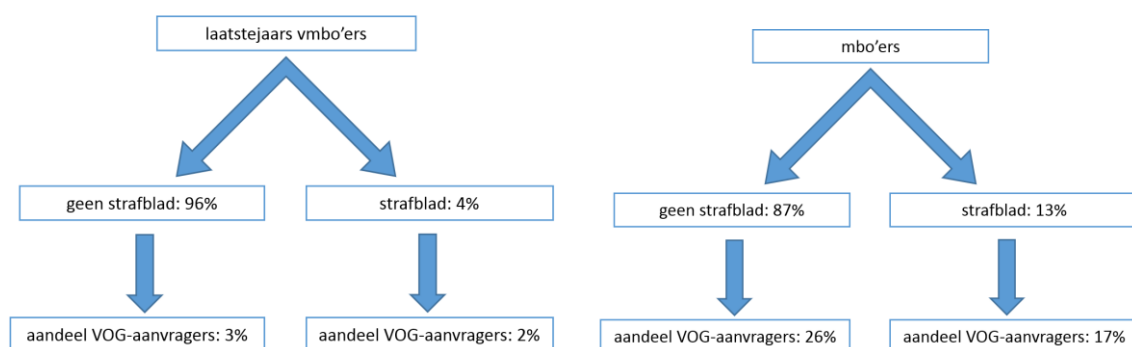 laatstejaars vmbo'ers
geen strafblad: 96%
strafblad: 4%
aandeel VOG-aanvragers: 3%
aandeel VOG-aanvragers: 2%
mbo'ers
geen strafblad: 87%
strafblad: 13%
aandeel VOG-aanvragers: 26%
aandeel VOG-aanvragers: 17%